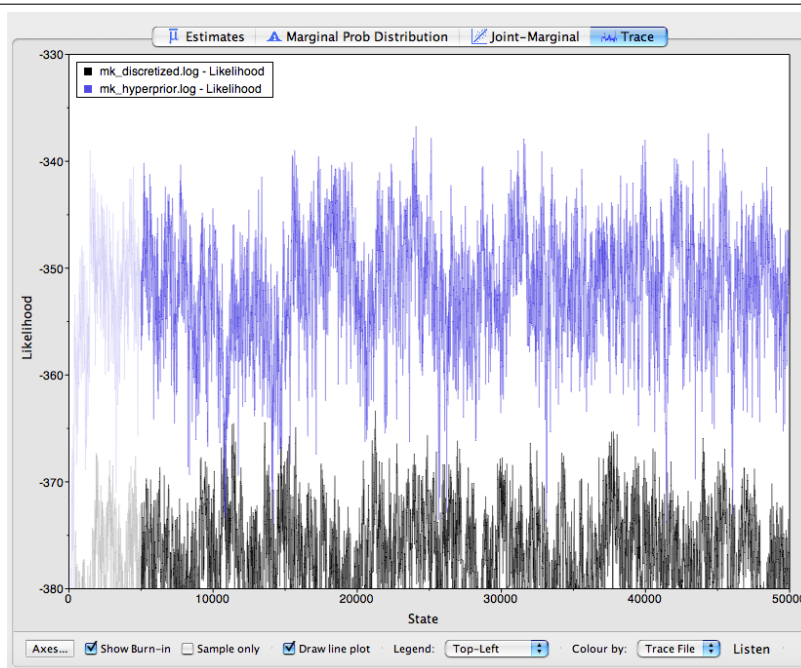 μ Estimates Marginal Prob Distribution Joint-Marginal Trace
-330
mk_discretized.log - Likelihood
mk_hyperprior.log - Likelihood
-340
-350
Likelihood
-360
-370
-380
0 10000 20000 30000 40000 50000
State
Axes... Show Burn-in Sample only Draw line plot Legend: Top-Left Colour by: Trace File Listen